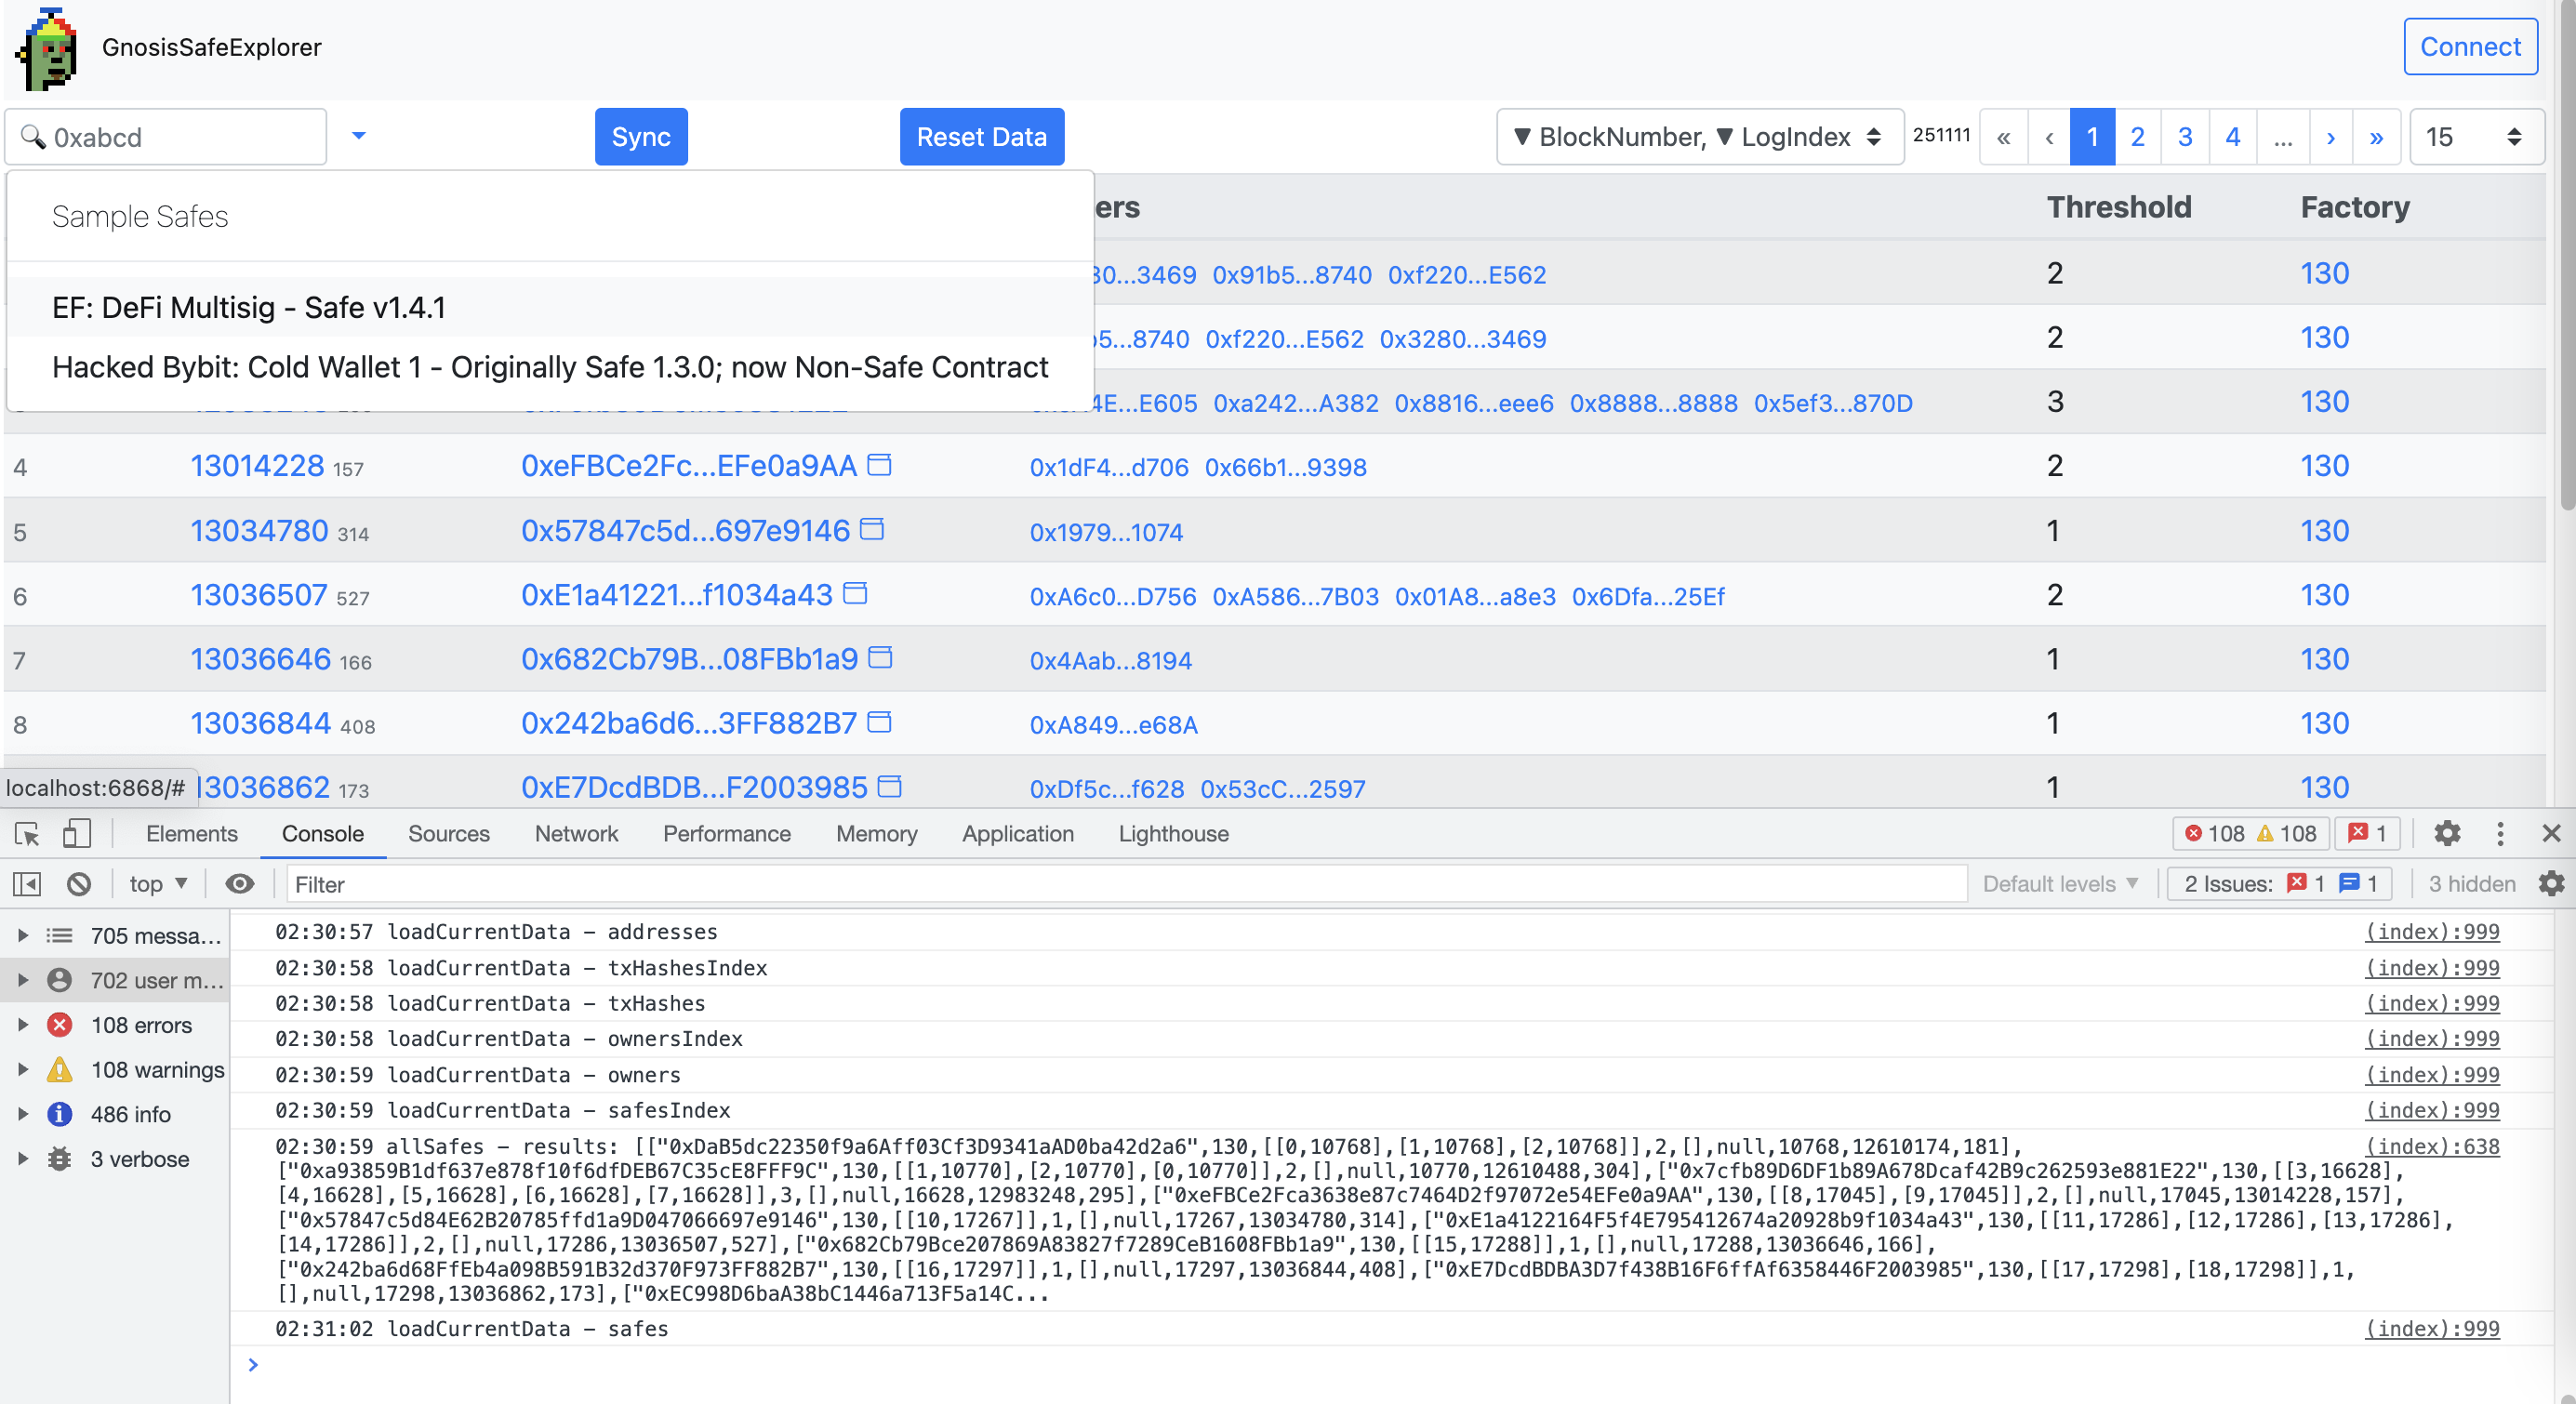 GnosisSafeExplorer
Connect
0xabcd
Sync
Reset Data
▼ BlockNumber, ▼ LogIndex
251111
« ‹ 1 2 3 4 ... › »
15
Sample Safes
EF: DeFi Multisig - Safe v1.4.1
Hacked Bybit: Cold Wallet 1 - Originally Safe 1.3.0; now Non-Safe Contract
ers Threshold Factory
30...3469 0x91b5...8740 0xf220...E562 2 130
5...8740 0xf220...E562 0x3280...3469 2 130
4E...E605 0xa242...A382 0x8816...eee6 0x8888...8888 0x5ef3...870D 3 130
4 13014228 157 0xeFBCe2Fc...EFe0a9AA 0x1dF4...d706 0x66b1...9398 2 130
5 13034780 314 0x57847c5d...697e9146 0x1979...1074 1 130
6 13036507 527 0xE1a41221...f1034a43 0xA6c0...D756 0xA586...7B03 0x01A8...a8e3 0x6Dfa...25Ef 2 130
7 13036646 166 0x682Cb79B...08FBb1a9 0x4Aab...8194 1 130
8 13036844 408 0x242ba6d6...3FF882B7 0xA849...e68A 1 130
localhost:6868/# 13036862 173 0xE7DcdBDB...F2003985 0xDf5c...f628 0x53cC...2597 1 130
Elements Console Sources Network Performance Memory Application Lighthouse 108 108 1
top ▼ Filter Default levels ▼ 2 Issues: 1 1 3 hidden
705 messa...
702 user m...
108 errors
108 warnings
486 info
3 verbose
02:30:57 loadCurrentData – addresses (index):999
02:30:58 loadCurrentData – txHashesIndex (index):999
02:30:58 loadCurrentData – txHashes (index):999
02:30:58 loadCurrentData – ownersIndex (index):999
02:30:59 loadCurrentData – owners (index):999
02:30:59 loadCurrentData – safesIndex (index):999
02:30:59 allSafes – results: [["0xDaB5dc22350f9a6Aff03Cf3D9341aAD0ba42d2a6",130,[[0,10768],[1,10768],[2,10768]],2,[],null,10768,12610174,181], (index):638
["0xa93859B1df637e878f10f6dfDEB67C35cE8FFF9C",130,[[1,10770],[2,10770],[0,10770]],2,[],null,10770,12610488,304],["0x7cfb89D6DF1b89A678Dcaf42B9c262593e881E22",130,[[3,16628],
[4,16628],[5,16628],[6,16628],[7,16628]],3,[],null,16628,12983248,295],["0xeFBCe2Fca3638e87c7464D2f97072e54EFe0a9AA",130,[[8,17045],[9,17045]],2,[],null,17045,13014228,157],
["0x57847c5d84E62B20785ffd1a9D047066697e9146",130,[[10,17267]],1,[],null,17267,13034780,314],["0xE1a4122164F5f4E795412674a20928b9f1034a43",130,[[11,17286],[12,17286],[13,17286],
[14,17286]],2,[],null,17286,13036507,527],["0x682Cb79Bce207869A83827f7289CeB1608FBb1a9",130,[[15,17288]],1,[],null,17288,13036646,166],
["0x242ba6d68FfEb4a098B591B32d370F973FF882B7",130,[[16,17297]],1,[],null,17297,13036844,408],["0xE7DcdBDBA3D7f438B16F6ffAf6358446F2003985",130,[[17,17298],[18,17298]],1,
[],null,17298,13036862,173],["0xEC998D6baA38bC1446a713F5a14C...
02:31:02 loadCurrentData – safes (index):999